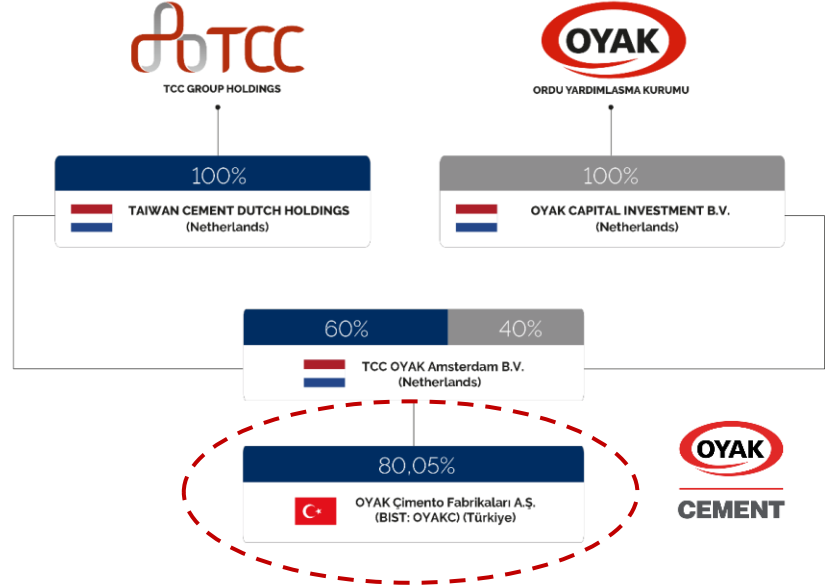 TCC
TCC GROUP HOLDINGS
OYAK
ORDU YARDIMLASMA KURUMU
100%
TAIWAN CEMENT DUTCH HOLDINGS
(Netherlands)
100%
OYAK CAPITAL INVESTMENT B.V.
(Netherlands)
60%
40%
TCC OYAK Amsterdam B.V.
(Netherlands)
80,05%
OYAK Çimento Fabrikaları A.Ş.
(BIST: OYAKC) (Türkiye)
OYAK
CEMENT